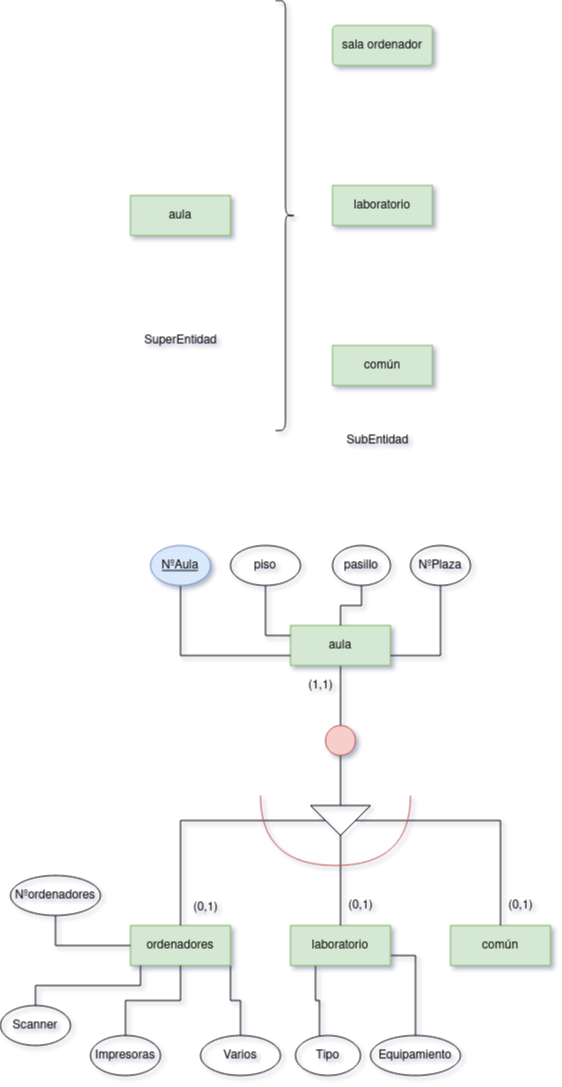 sala ordenador
laboratorio
aula
SuperEntidad
común
SubEntidad
NºAula
piso
pasillo
NºPlaza
aula
(1,1)
Nºordenadores
(0,1)
(0,1)
(0,1)
ordenadores
laboratorio
común
Scanner
Impresoras
Varios
Tipo
Equipamiento